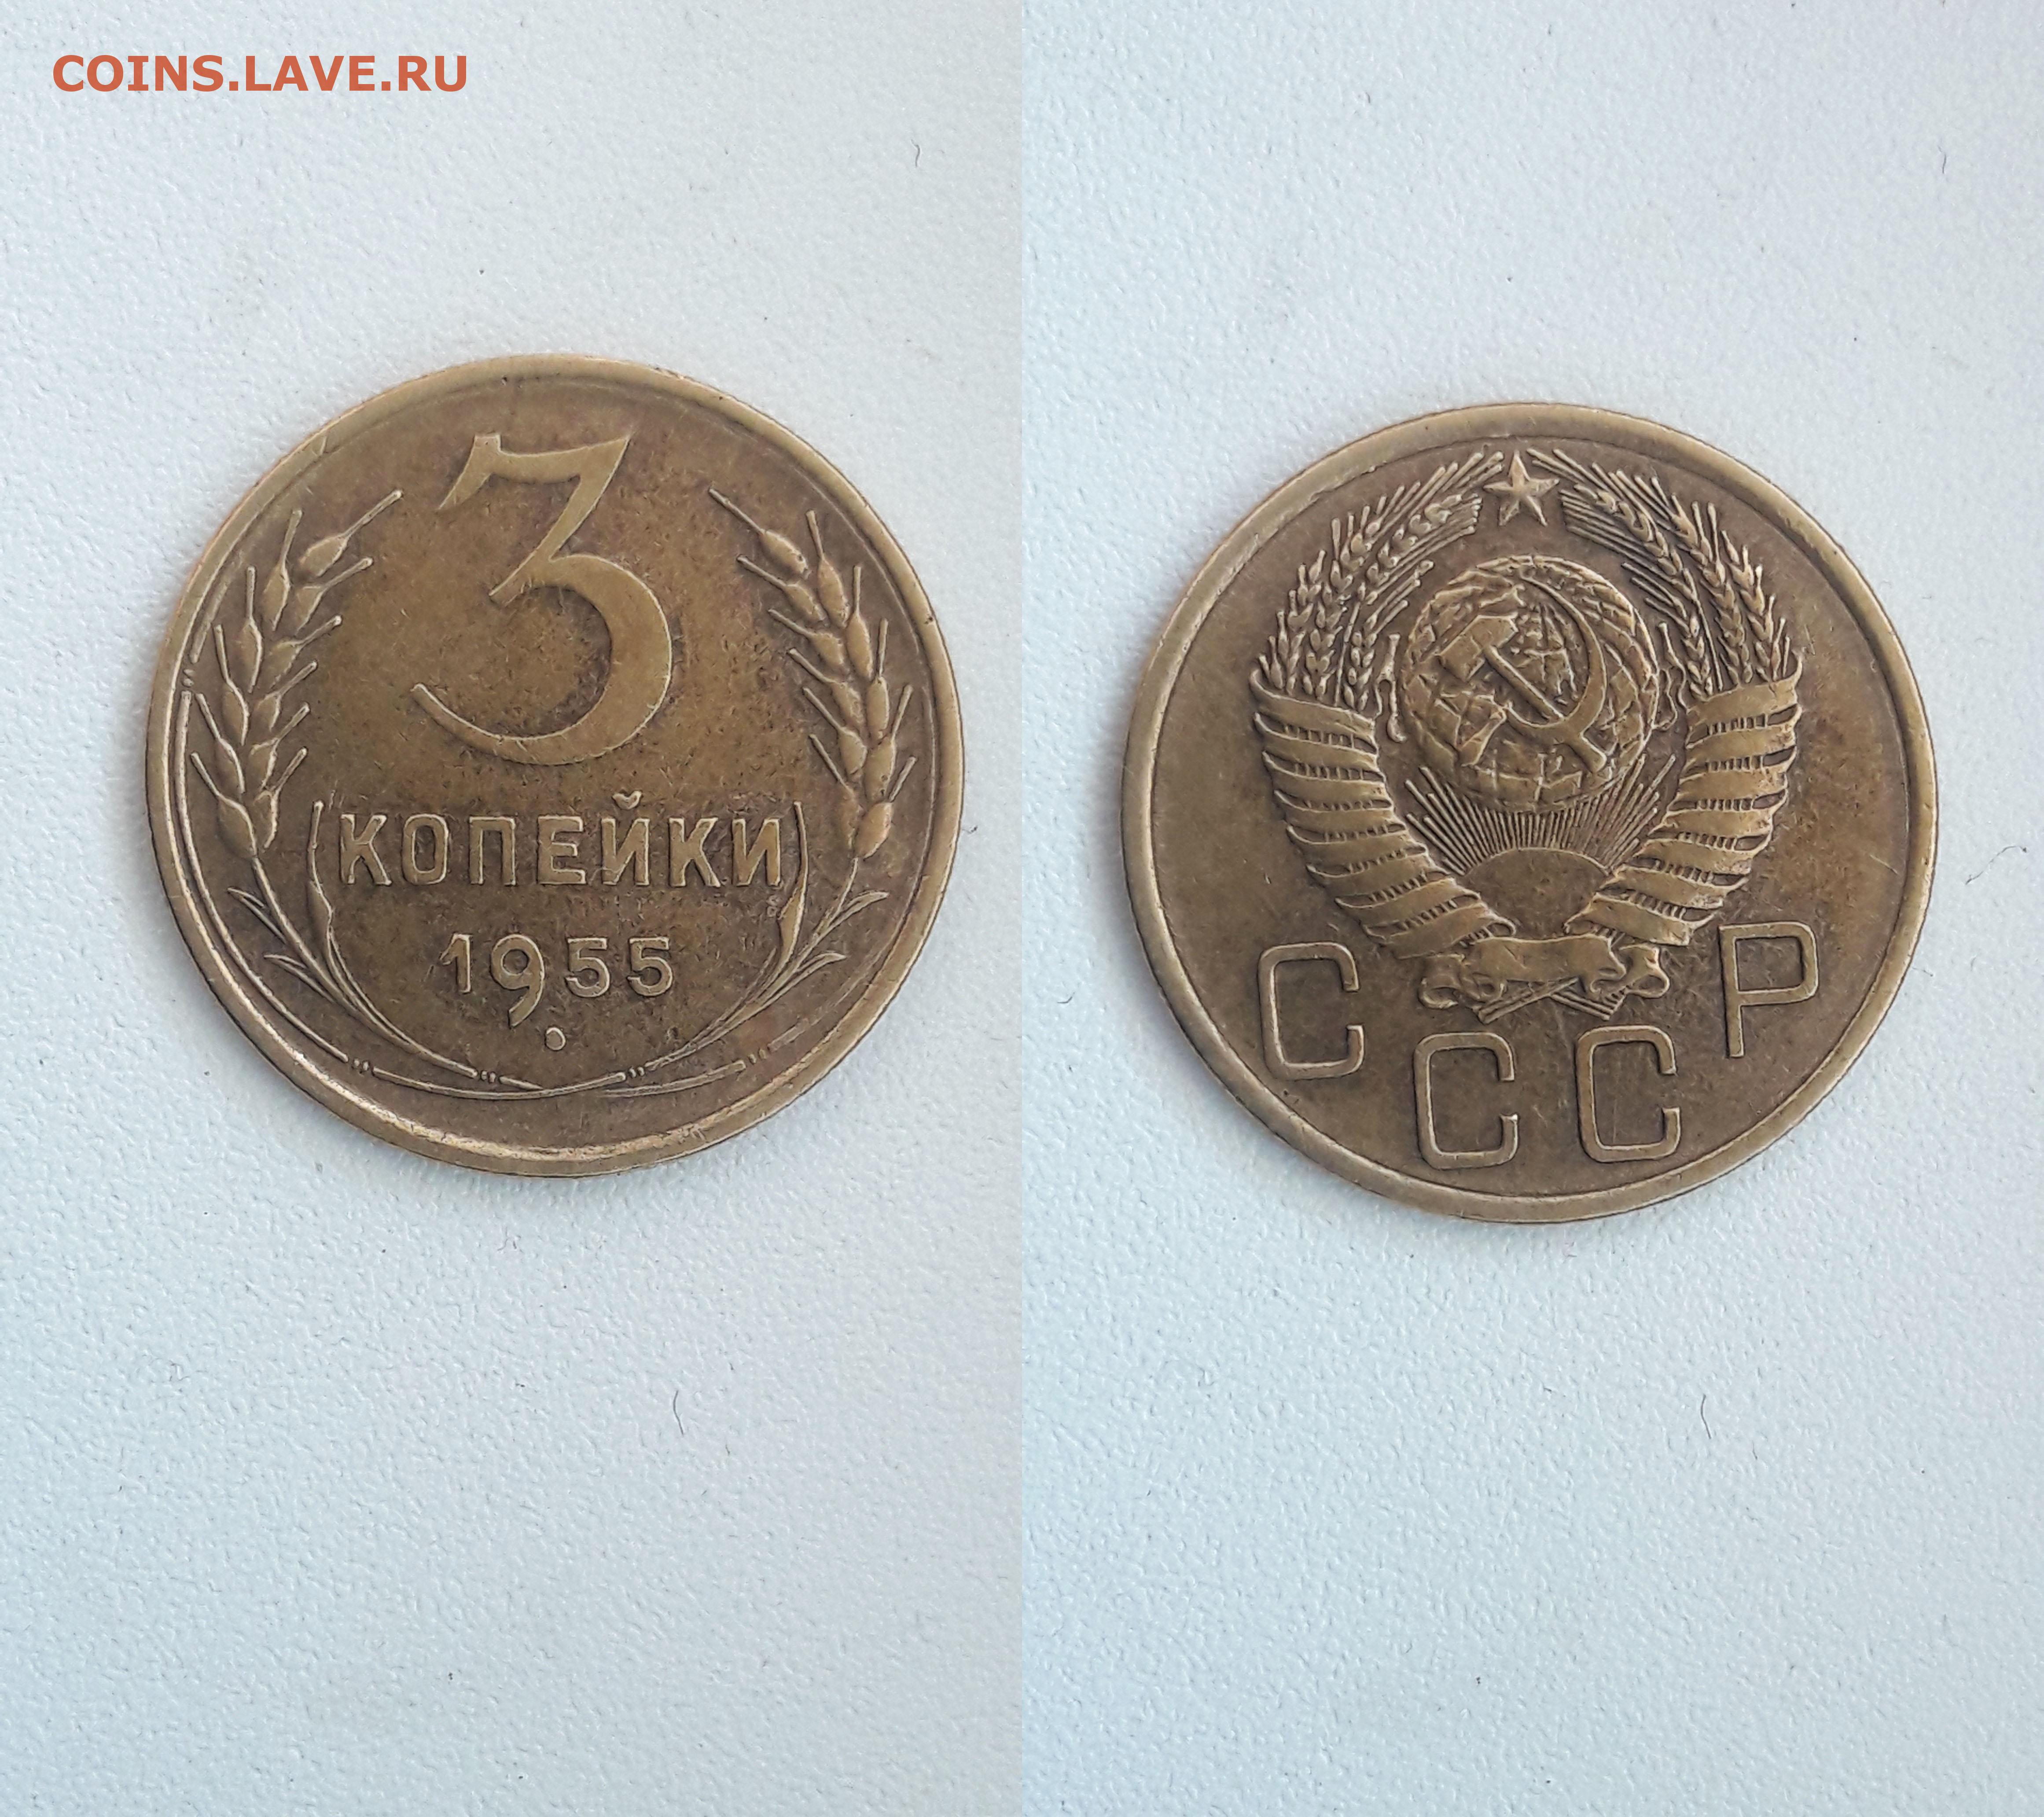 COINS.LAVE.RU
3
КОПЕЙКИ
1955
СССР